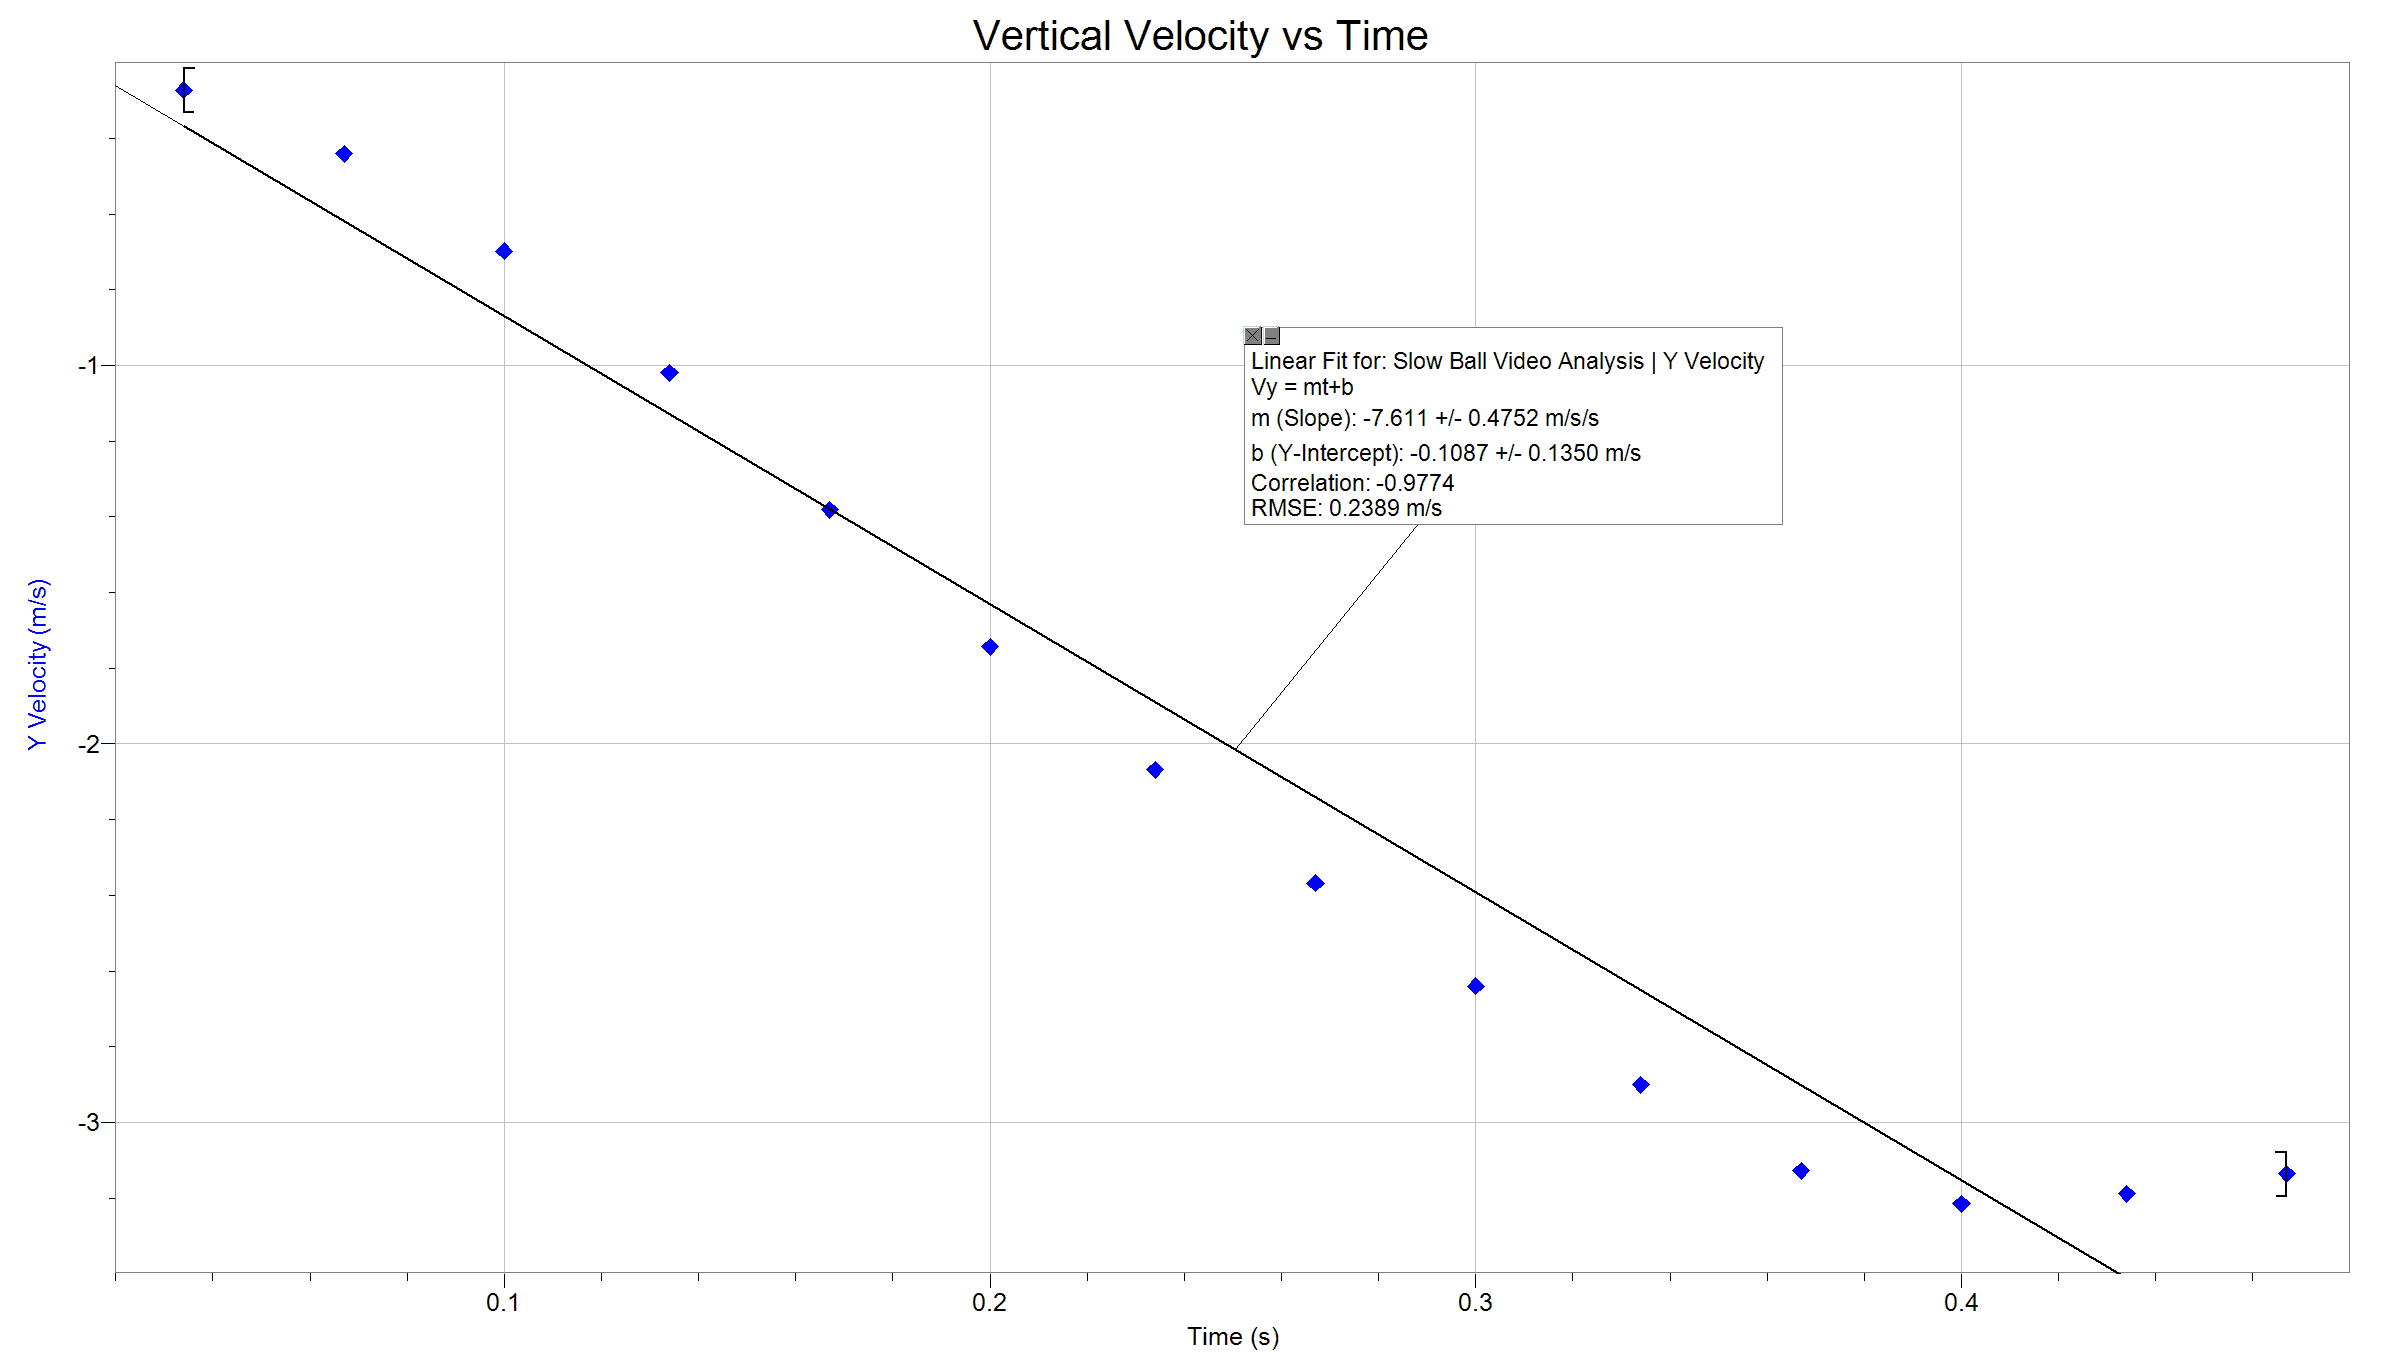 Vertical Velocity vs Time
Linear Fit for: Slow Ball Video Analysis | Y Velocity
Vy = mt+b
m (Slope): -7.611 +/- 0.4752 m/s/s
b (Y-Intercept): -0.1087 +/- 0.1350 m/s
Correlation: -0.9774
RMSE: 0.2389 m/s
Y Velocity (m/s)
-1
-2
-3
0.1
0.2
0.3
0.4
Time (s)